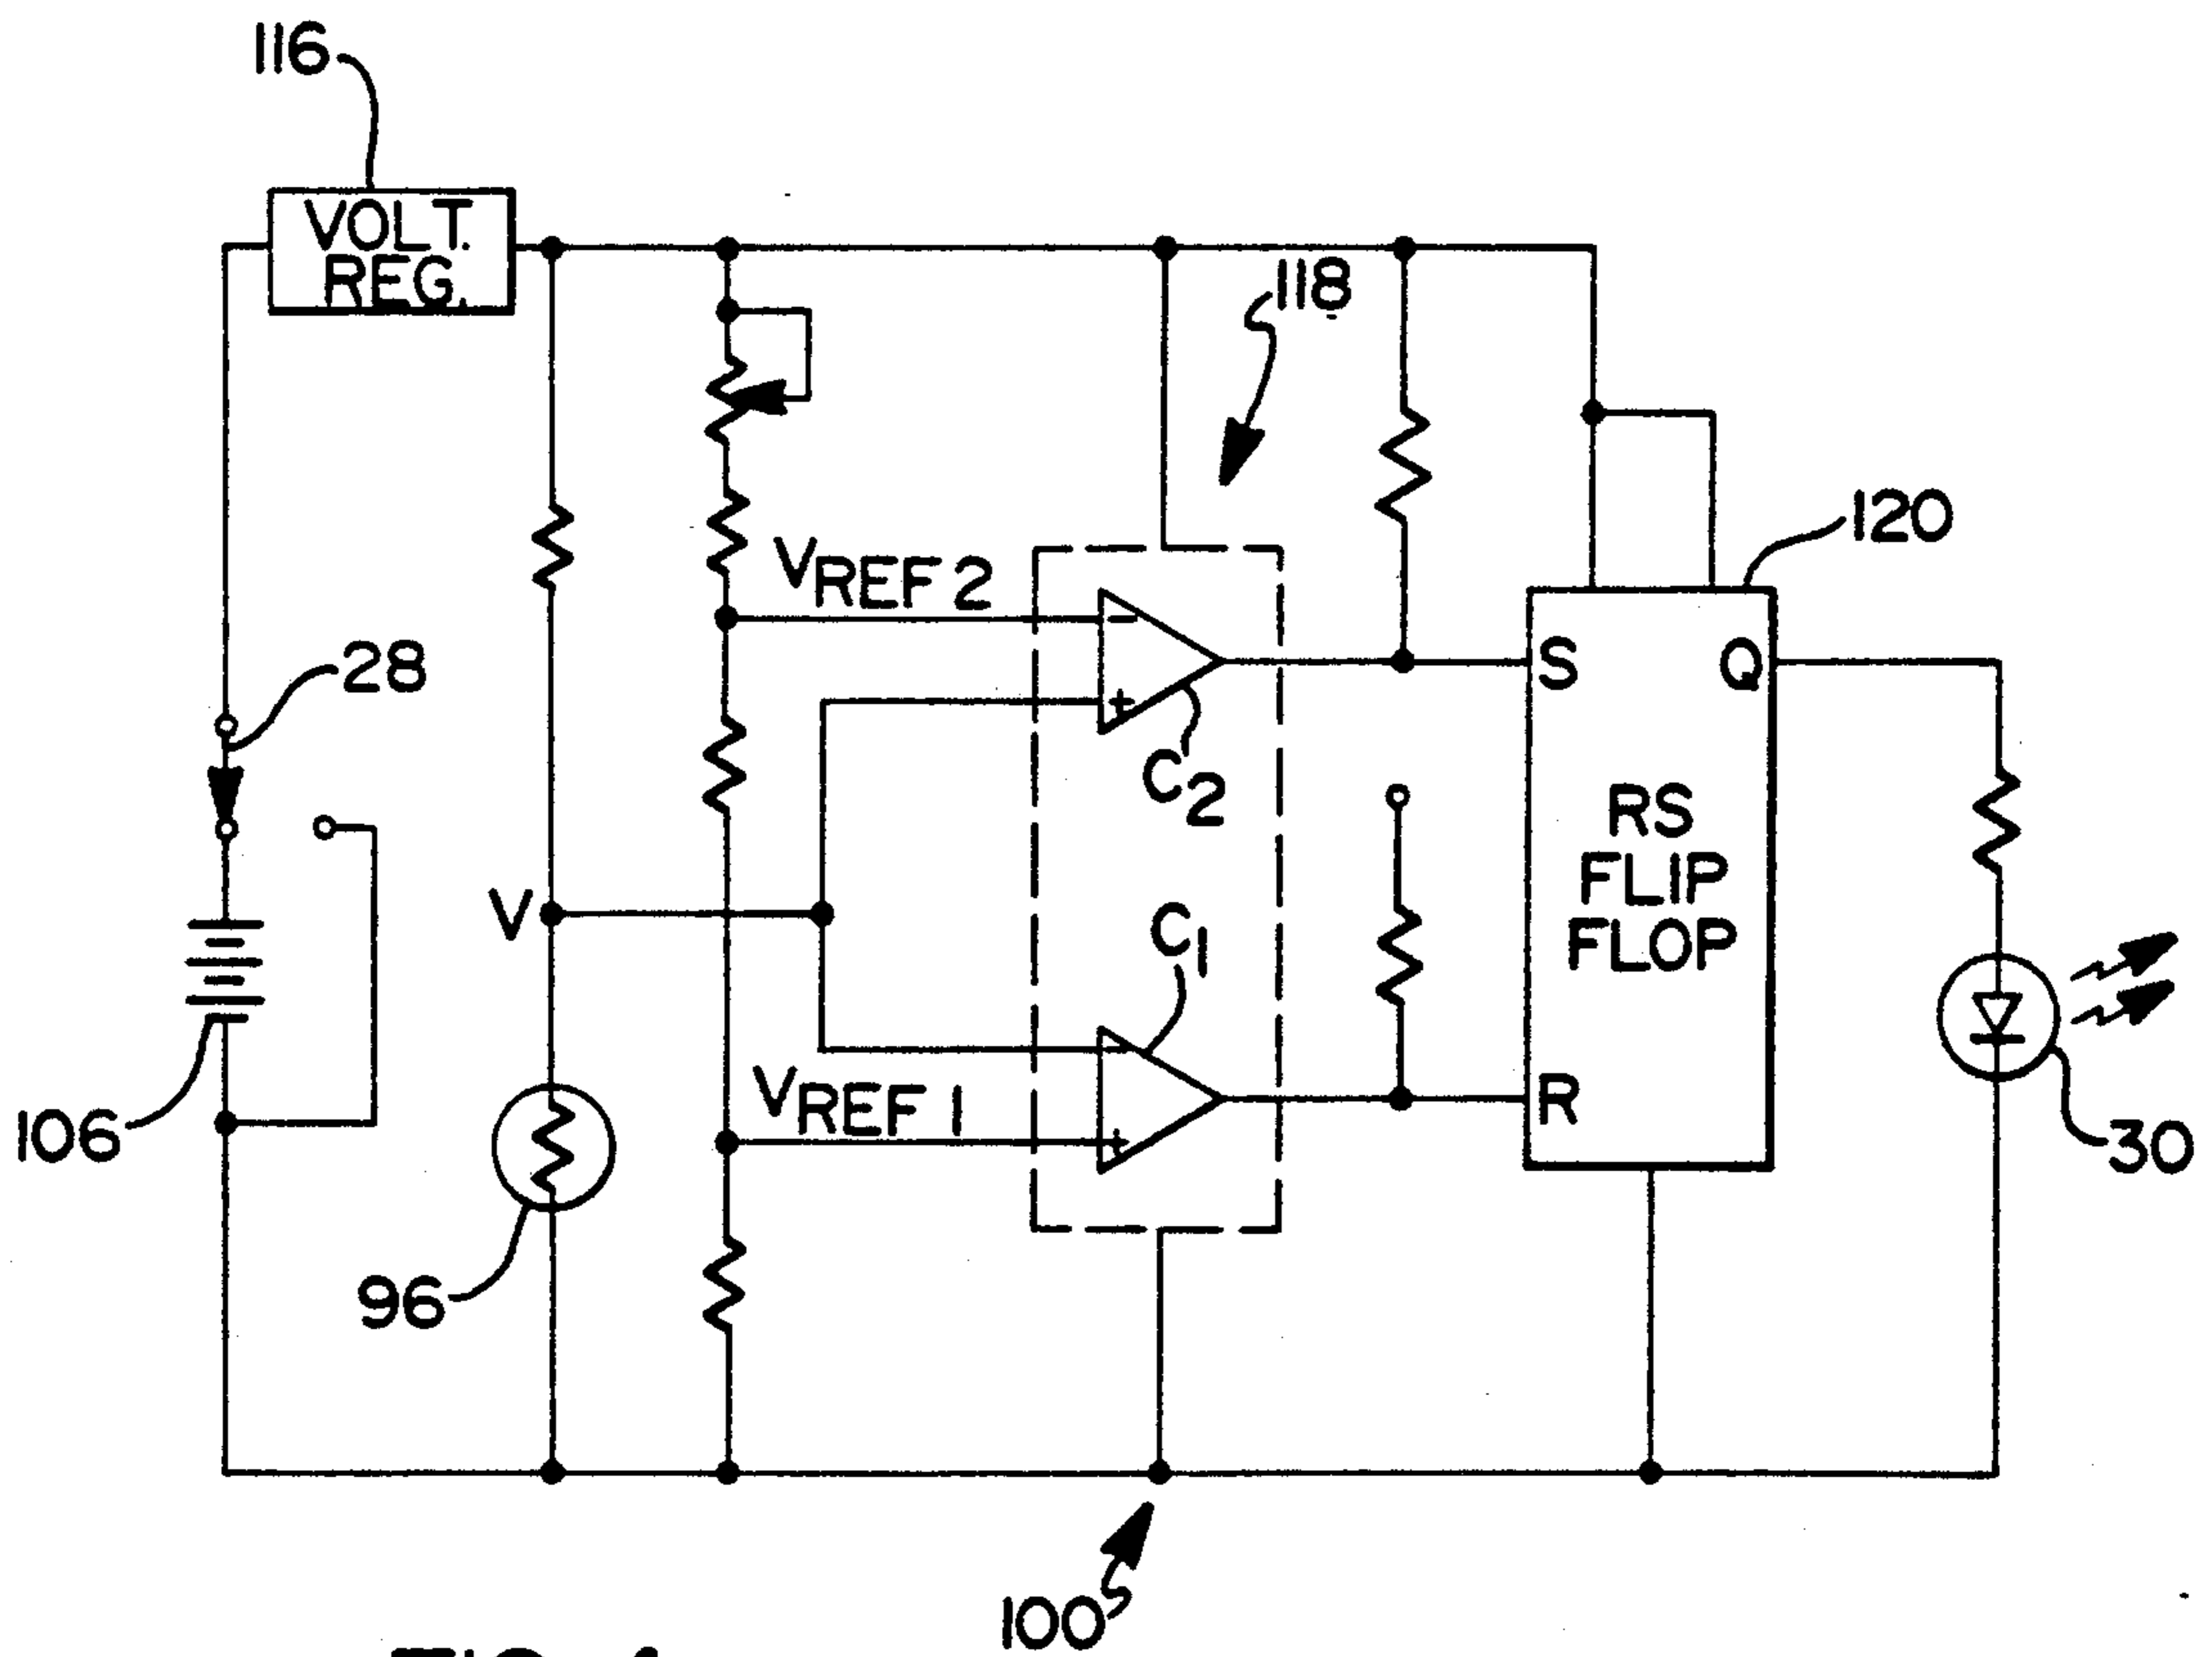 116
VOLT.
REG.
118
120
VREF 2
28
S
Q
C2
RS
FLIP
FLOP
V
C1
VREF 1
R
106
30
96
100